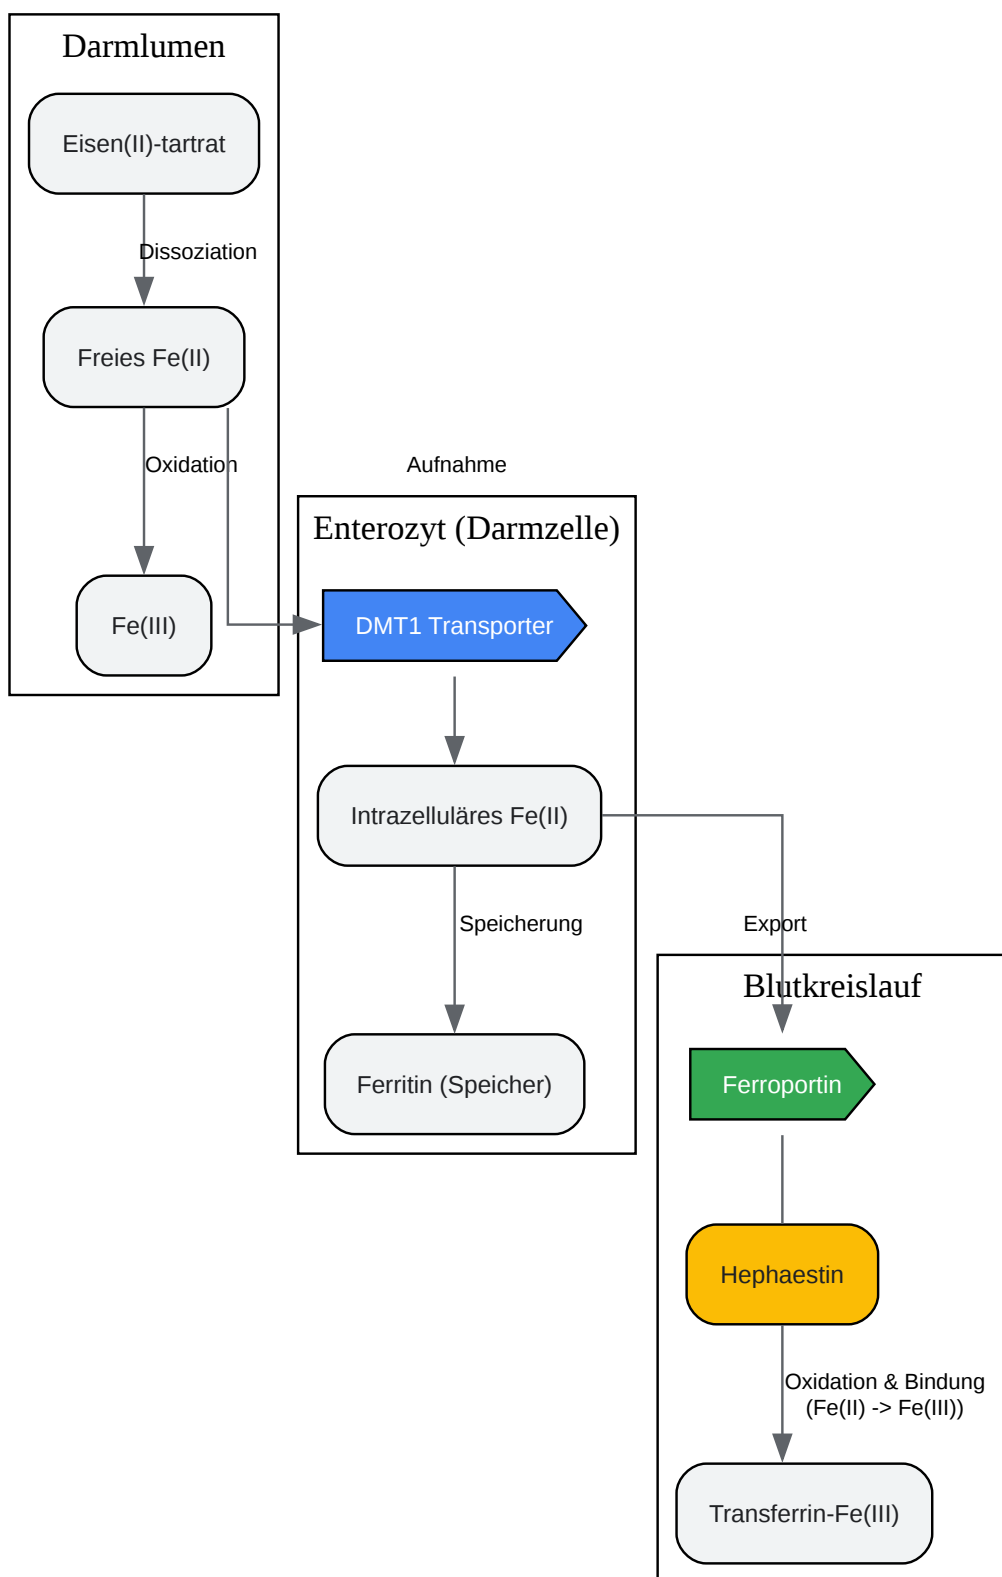 Darmlumen
Eisen(II)-tartrat
Dissoziation
Freies Fe(II)
Oxidation
Aufnahme
Fe(III)
Enterozyt (Darmzelle)
DMT1 Transporter
Intrazelluläres Fe(II)
Speicherung
Export
Ferritin (Speicher)
Blutkreislauf
Ferroportin
Hephaestin
Oxidation & Bindung
(Fe(II) -> Fe(III))
Transferrin-Fe(III)